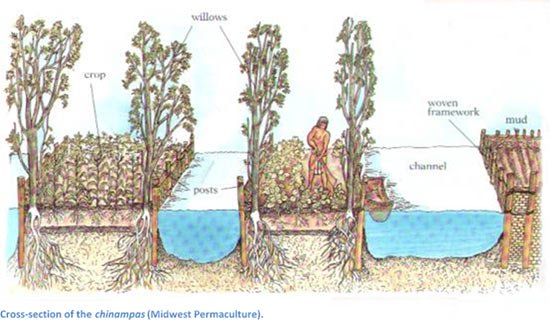 willows
crop
woven
framework
mud
channel
posts
Cross-section of the chinampas (Midwest Permaculture).